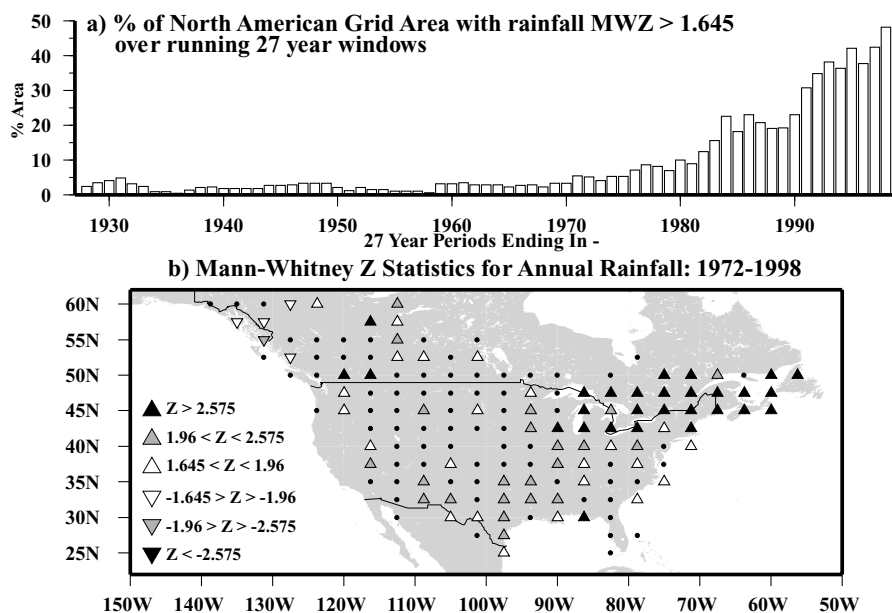 a) % of North American Grid Area with rainfall MWZ > 1.645
over running 27 year windows
50
40
30
20
10
0
% Area
1930 1940 1950 1960 1970 1980 1990
27 Year Periods Ending In -
b) Mann-Whitney Z Statistics for Annual Rainfall: 1972-1998
60N
55N
50N
45N
40N
35N
30N
25N
Z > 2.575
1.96 < Z < 2.575
1.645 < Z < 1.96
-1.645 > Z > -1.96
-1.96 > Z > -2.575
Z < -2.575
150W 140W 130W 120W 110W 100W 90W 80W 70W 60W 50W